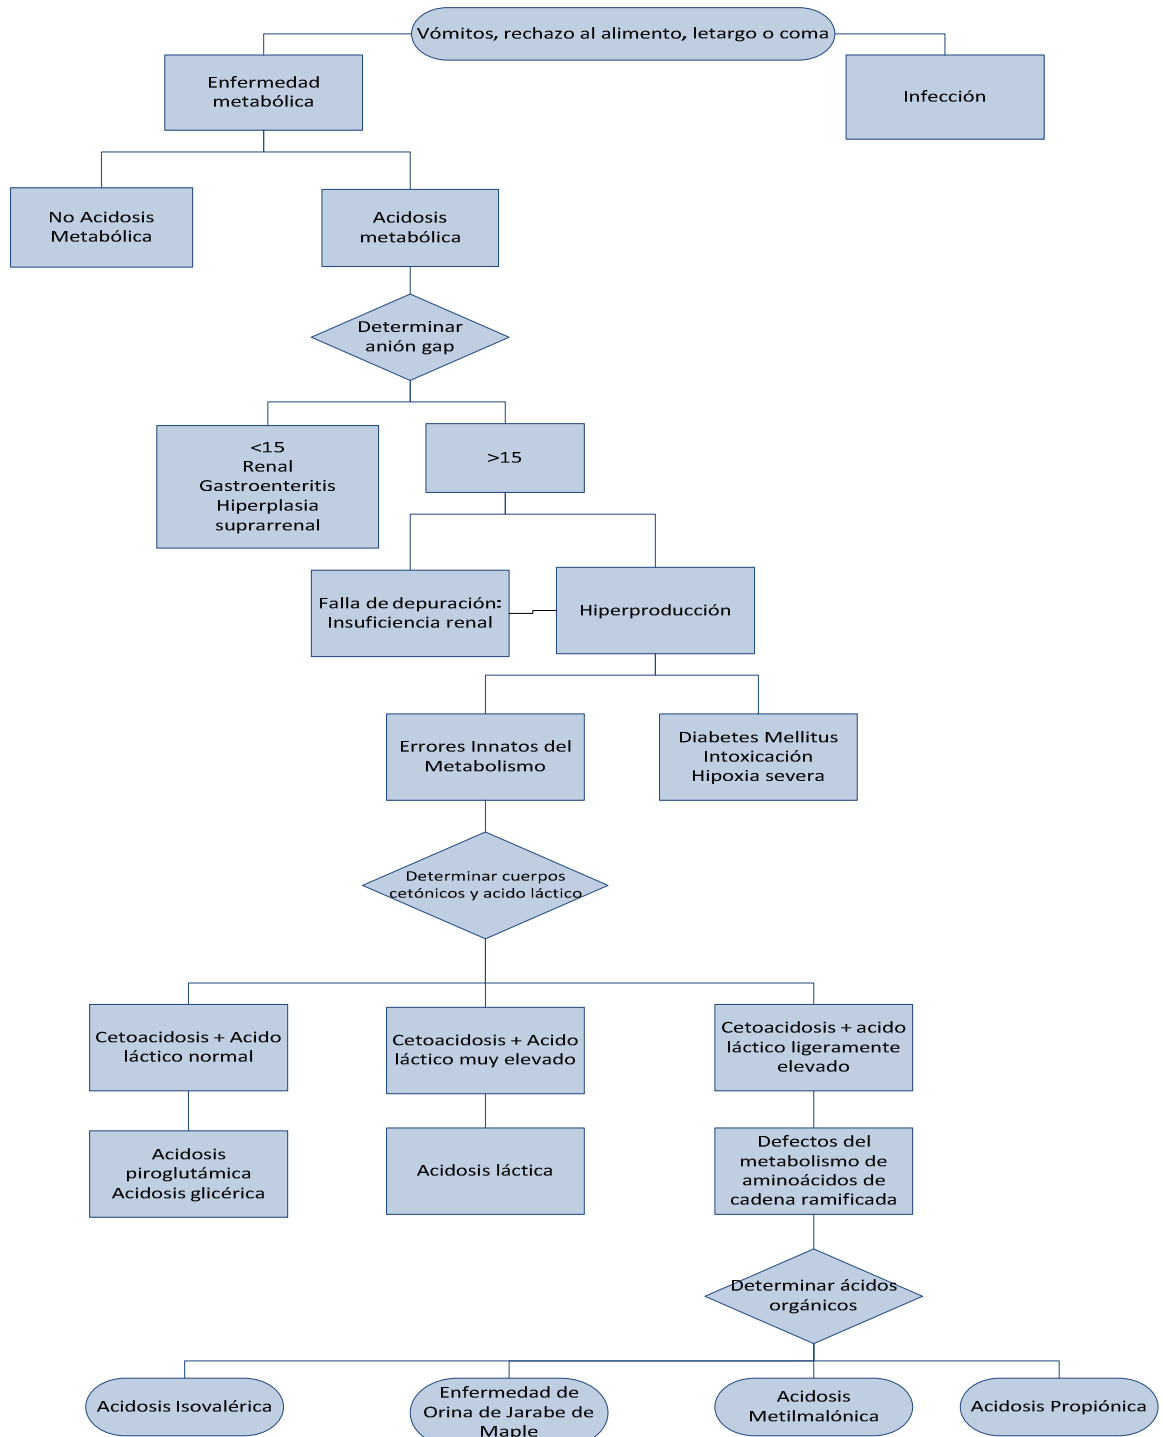 Vómitos, rechazo al alimento, letargo o coma
Enfermedad
metabólica
Infección
No Acidosis
Metabólica
Acidosis
metabólica
Determinar
anión gap
<15
Renal
Gastroenteritis
Hiperplasia
suprarrenal
>15
Falla de depuración:
Insuficiencia renal
Hiperproducción
Errores Innatos del
Metabolismo
Diabetes Mellitus
Intoxicación
Hipoxia severa
Determinar cuerpos
cetónicos y acido láctico
Cetoacidosis + Acido
láctico normal
Cetoacidosis + Acido
láctico muy elevado
Cetoacidosis + acido
láctico ligeramente
elevado
Acidosis
piroglutámica
Acidosis glicérica
Acidosis láctica
Defectos del
metabolismo de
aminoácidos de
cadena ramificada
Determinar ácidos
orgánicos
Acidosis Isovalérica
Enfermedad de
Orina de Jarabe de
Maple
Acidosis
Metilmalónica
Acidosis Propiónica